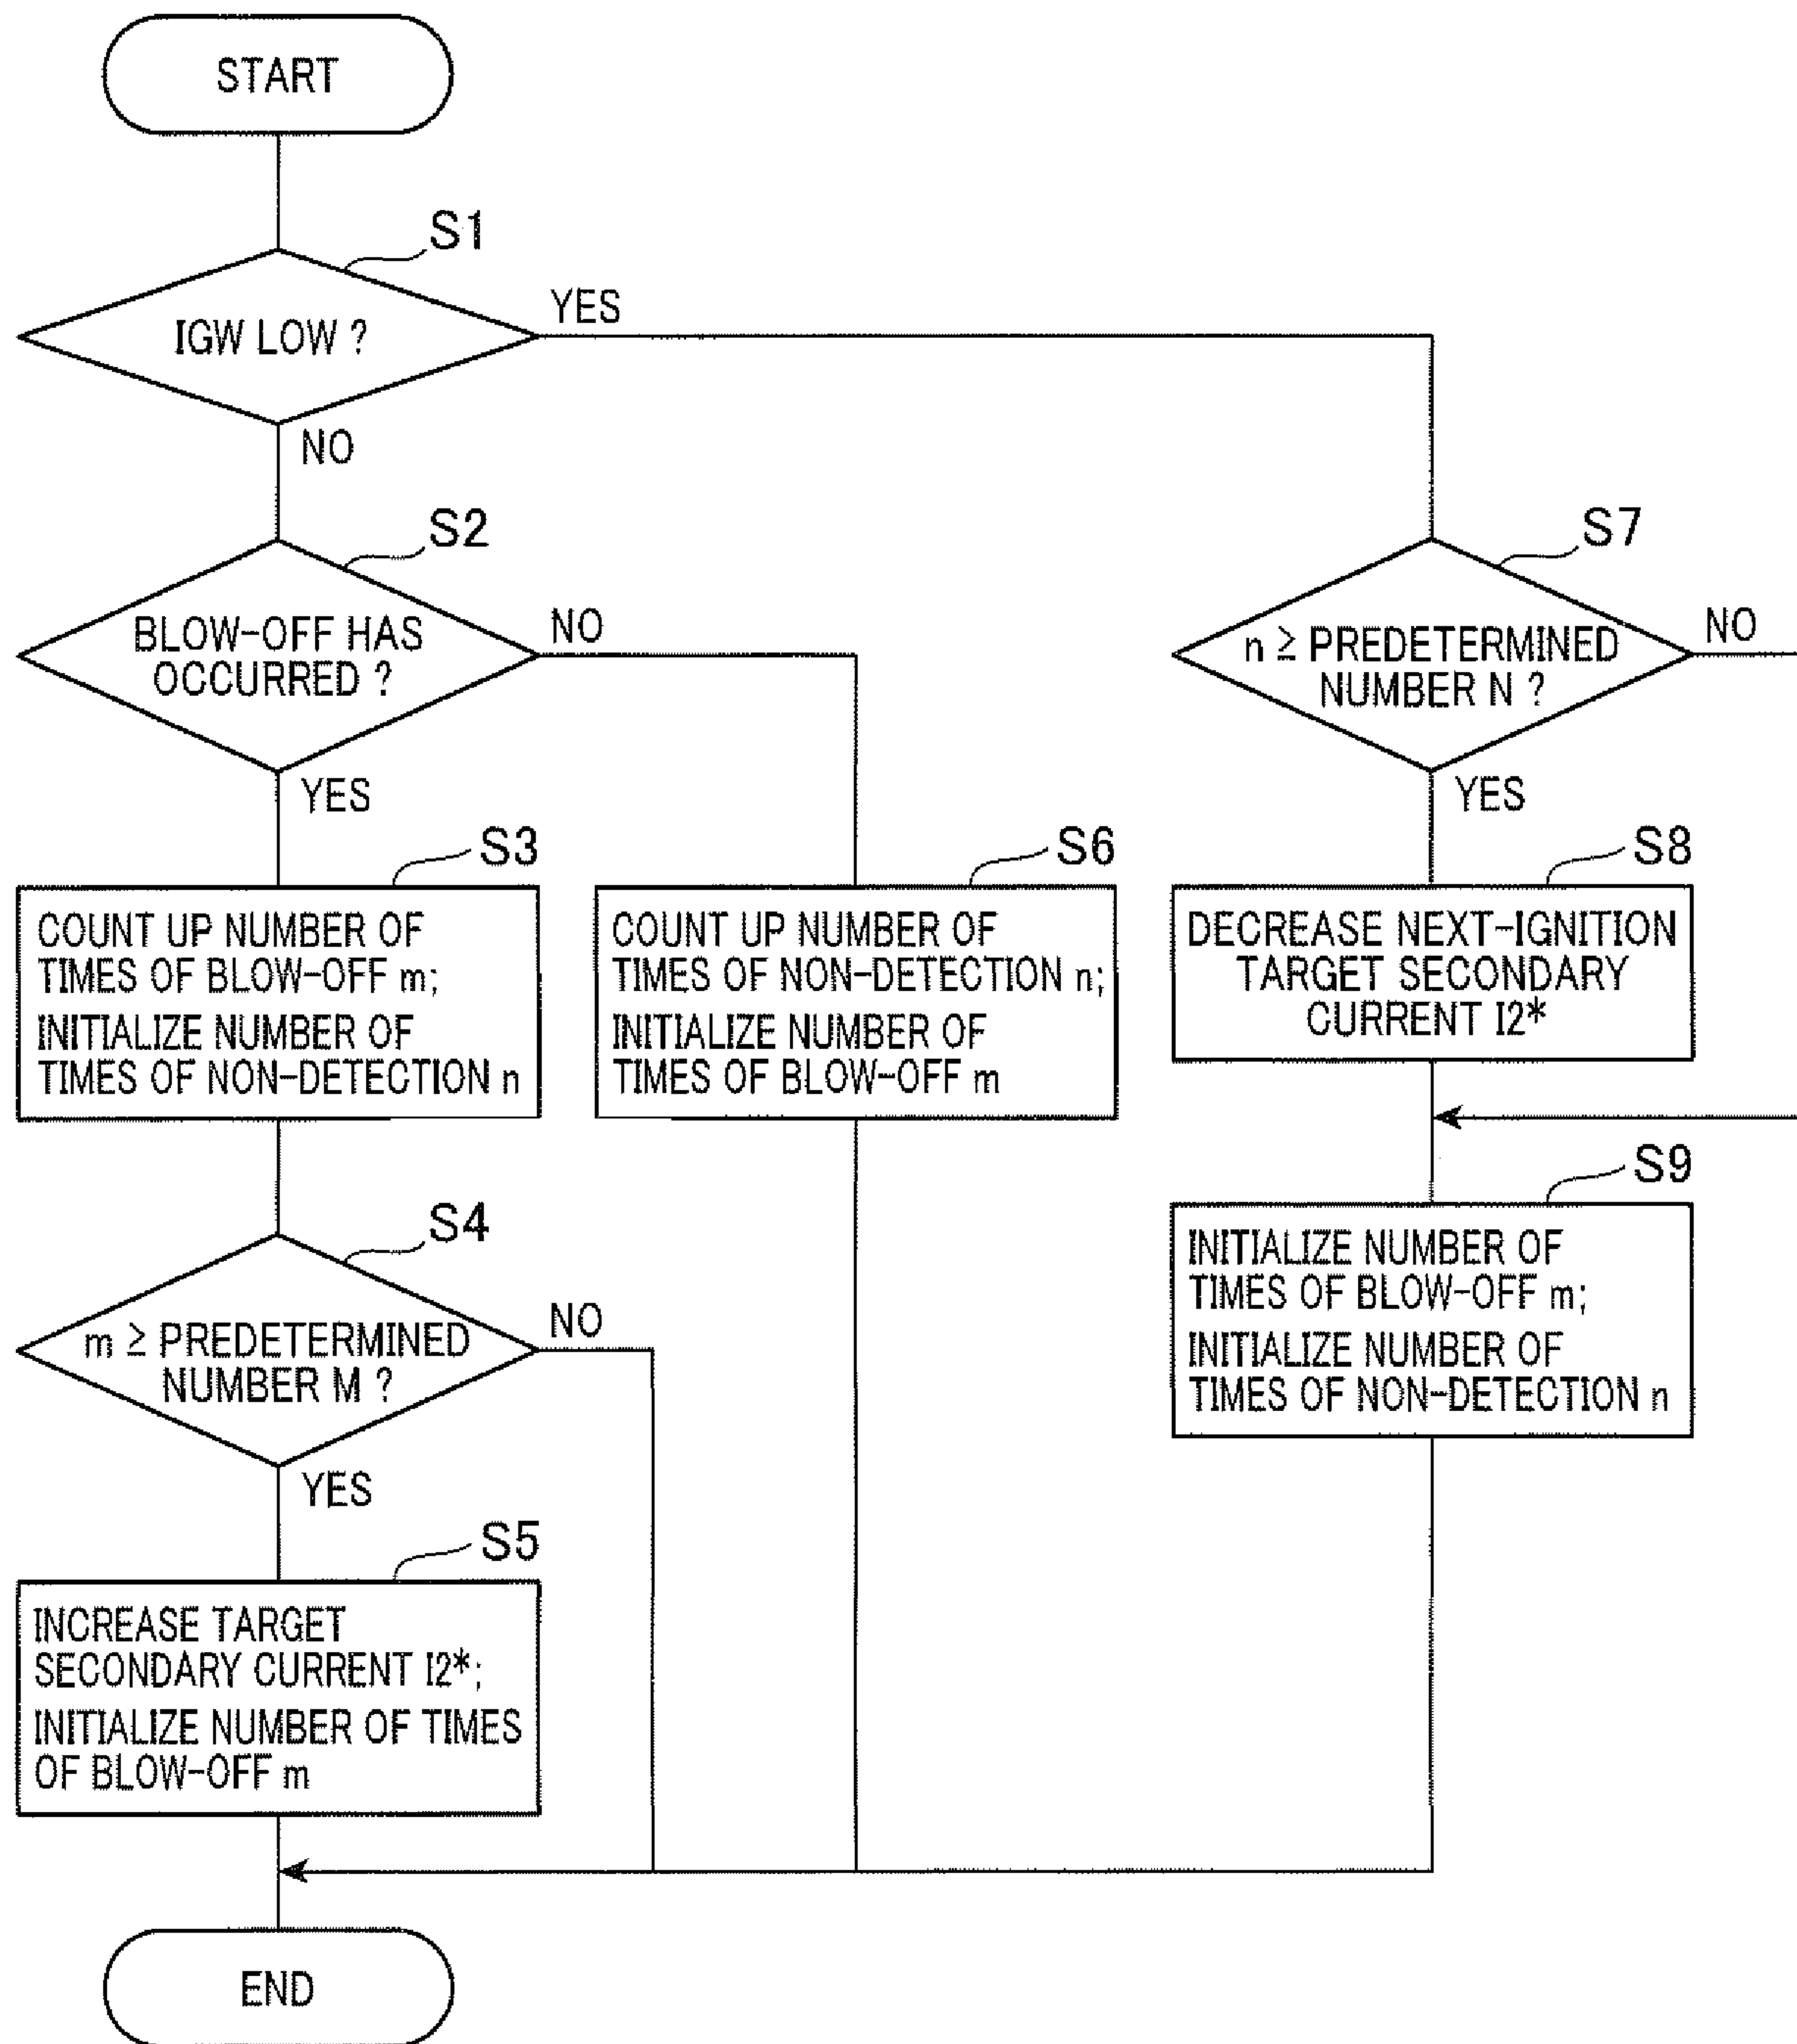 START
S1
IGW LOW ?
YES
NO
S2
BLOW-OFF HAS
OCCURRED ?
NO
YES
S7
n ≧ PREDETERMINED
NUMBER N ?
NO
YES
S3
COUNT UP NUMBER OF
TIMES OF BLOW-OFF m;
INITIALIZE NUMBER OF
TIMES OF NON-DETECTION n
S6
COUNT UP NUMBER OF
TIMES OF NON-DETECTION n;
INITIALIZE NUMBER OF
TIMES OF BLOW-OFF m
S8
DECREASE NEXT-IGNITION
TARGET SECONDARY
CURRENT I2*
S9
INITIALIZE NUMBER OF
TIMES OF BLOW-OFF m;
INITIALIZE NUMBER OF
TIMES OF NON-DETECTION n
S4
m ≧ PREDETERMINED
NUMBER M ?
NO
YES
S5
INCREASE TARGET
SECONDARY CURRENT I2*;
INITIALIZE NUMBER OF TIMES
OF BLOW-OFF m
END